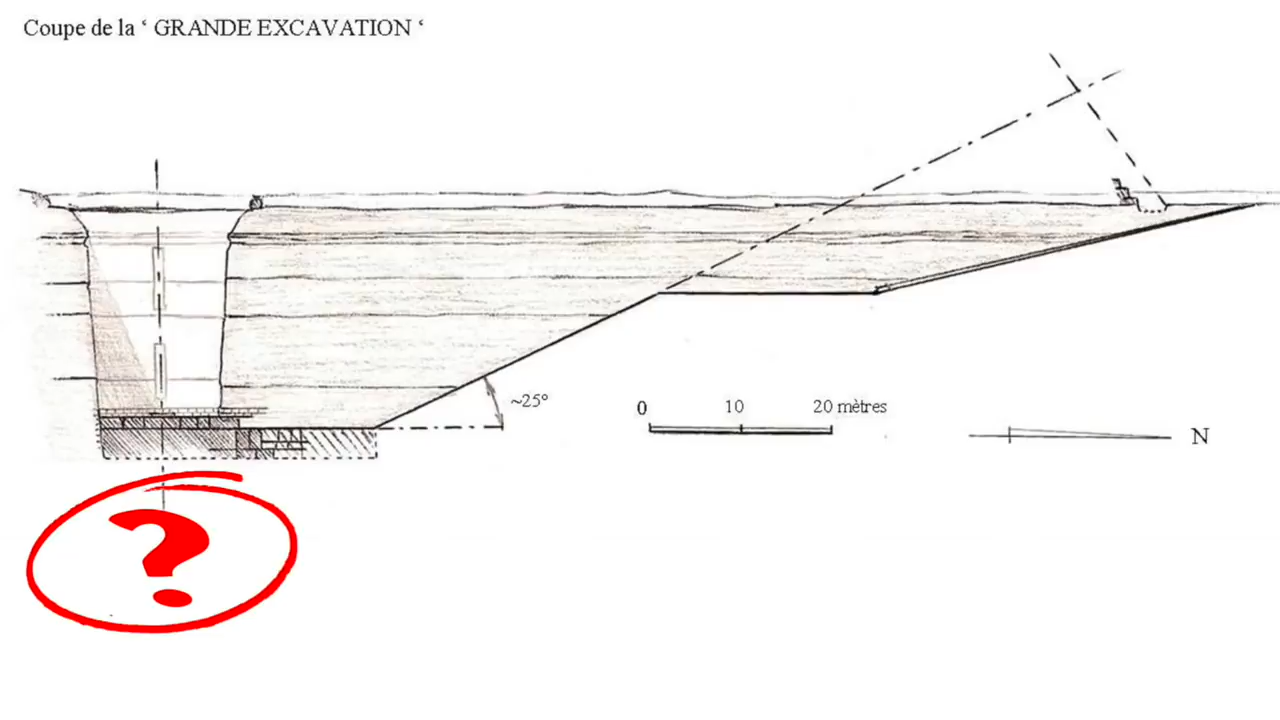 Coupe de la ‘ GRANDE EXCAVATION ‘
~25°
0 10 20 mètres
N
?